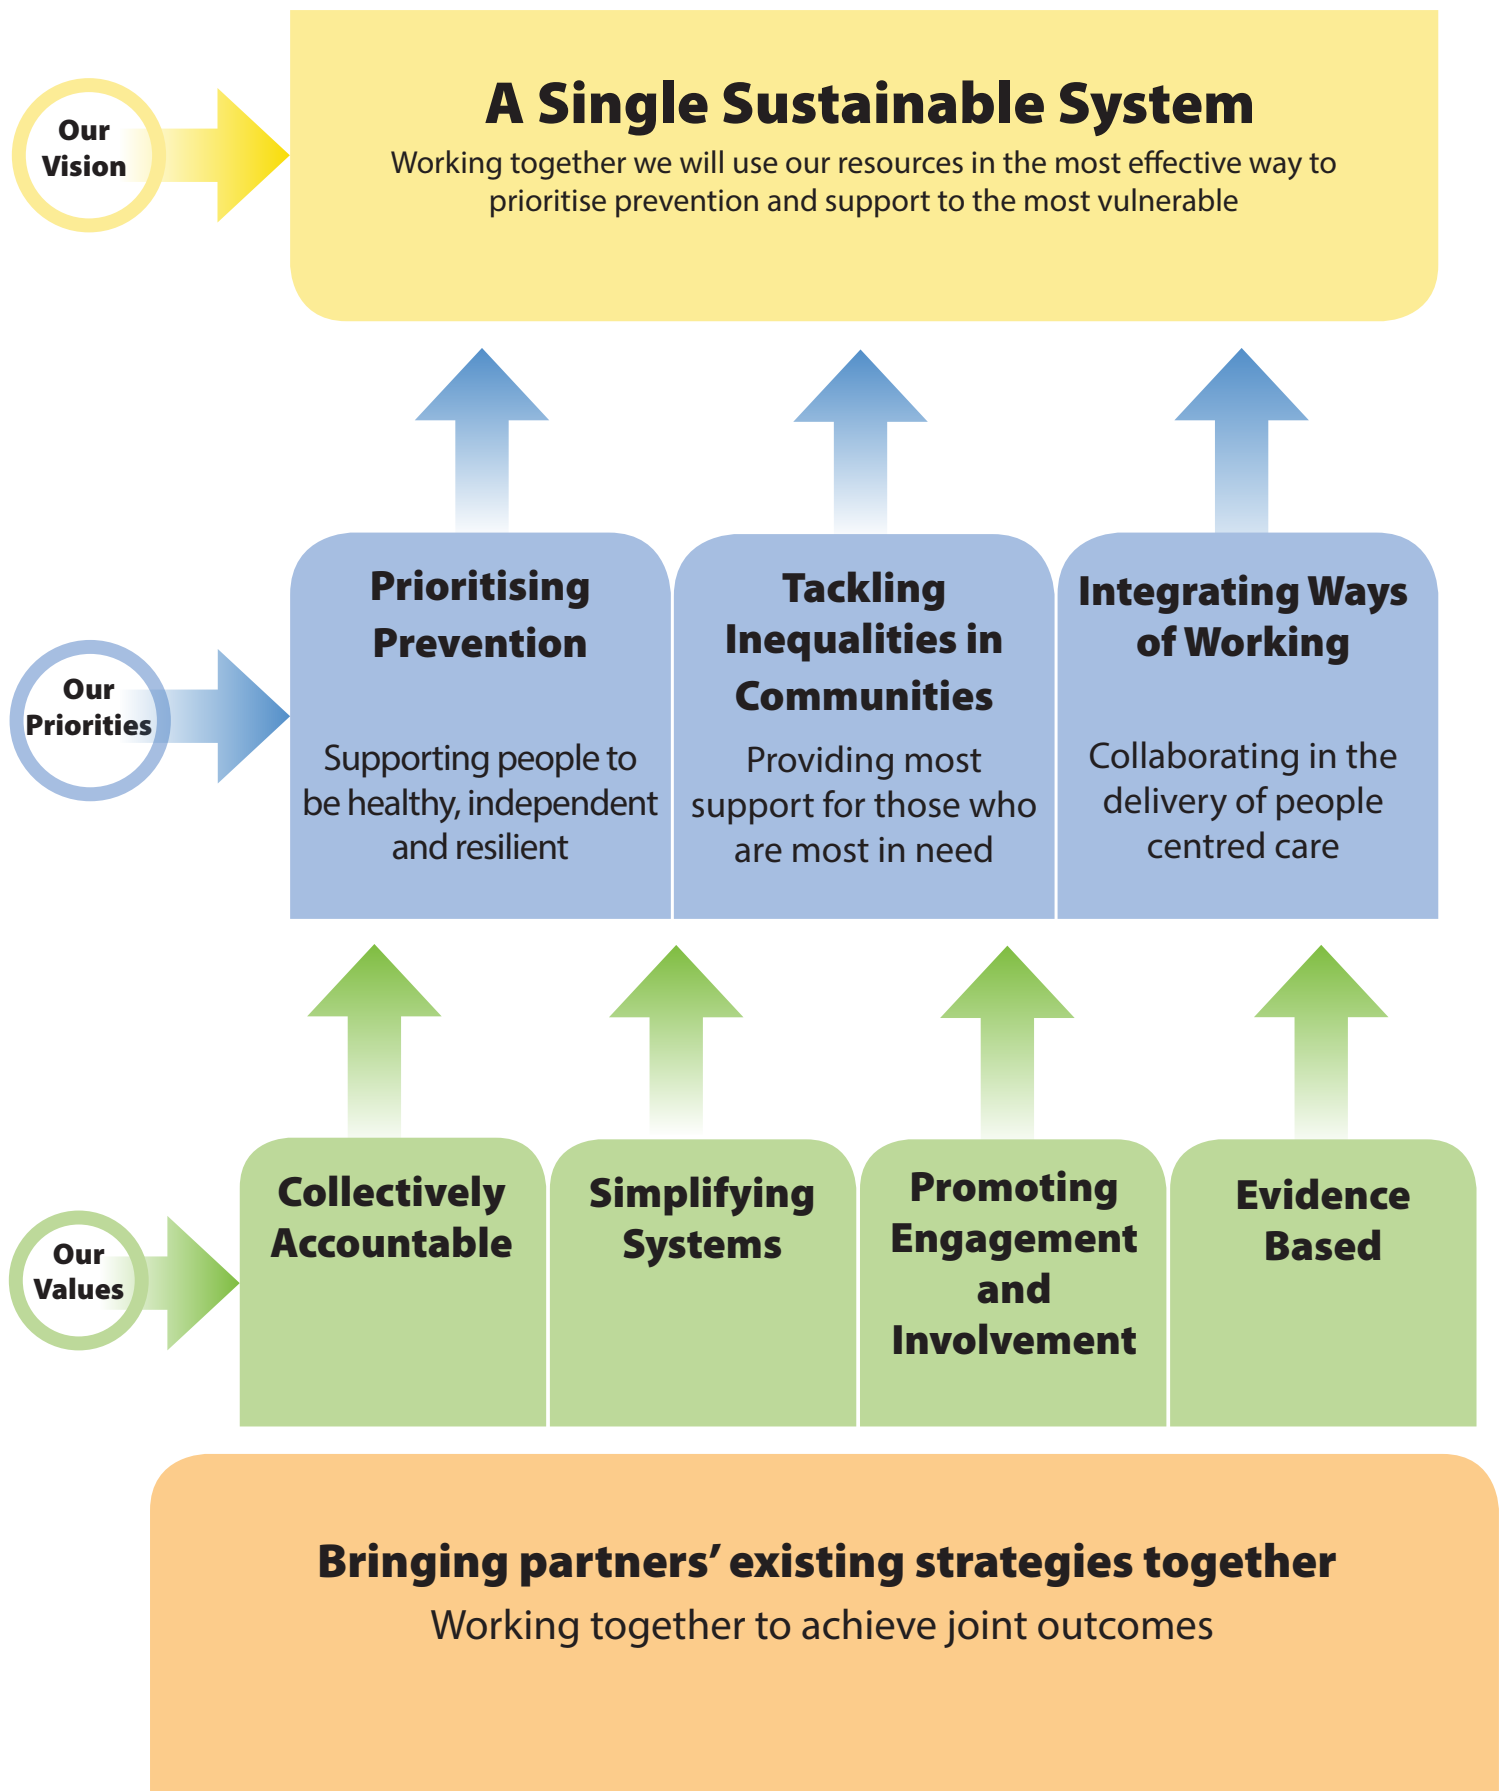 Our
Vision
A Single Sustainable System
Working together we will use our resources in the most effective way to
prioritise prevention and support to the most vulnerable
Our
Priorities
Prioritising
Prevention
Supporting people to
be healthy, independent
and resilient
Tackling
Inequalities in
Communities
Providing most
support for those who
are most in need
Integrating Ways
of Working
Collaborating in the
delivery of people
centred care
Our
Values
Collectively
Accountable
Simplifying
Systems
Promoting
Engagement
and
Involvement
Evidence
Based
Bringing partners’ existing strategies together
Working together to achieve joint outcomes